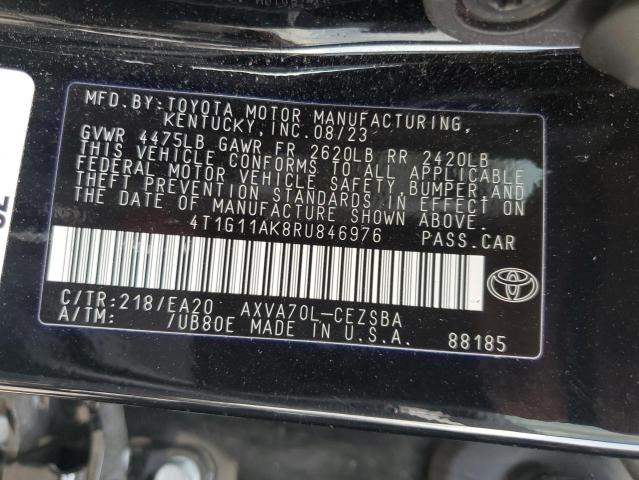 MFD.BY:TOYOTA MOTOR MANUFACTURING,
KENTUCKY, INC. 08/23
GVWR 4475LB GAWR FR 2620LB RR 2420LB
THIS VEHICLE CONFORMS TO ALL APPLICABLE
FEDERAL MOTOR VEHICLE SAFETY, BUMPER AND
THEFT PREVENTION STANDARDS IN EFFECT ON
THE DATE OF MANUFACTURE SHOWN ABOVE.
4T1G11AK8RU846976 PASS.CAR
C/TR:218/EA20 AXVA70L-CEZSBA
A/TM: /UB80E MADE IN U.S.A.
88185